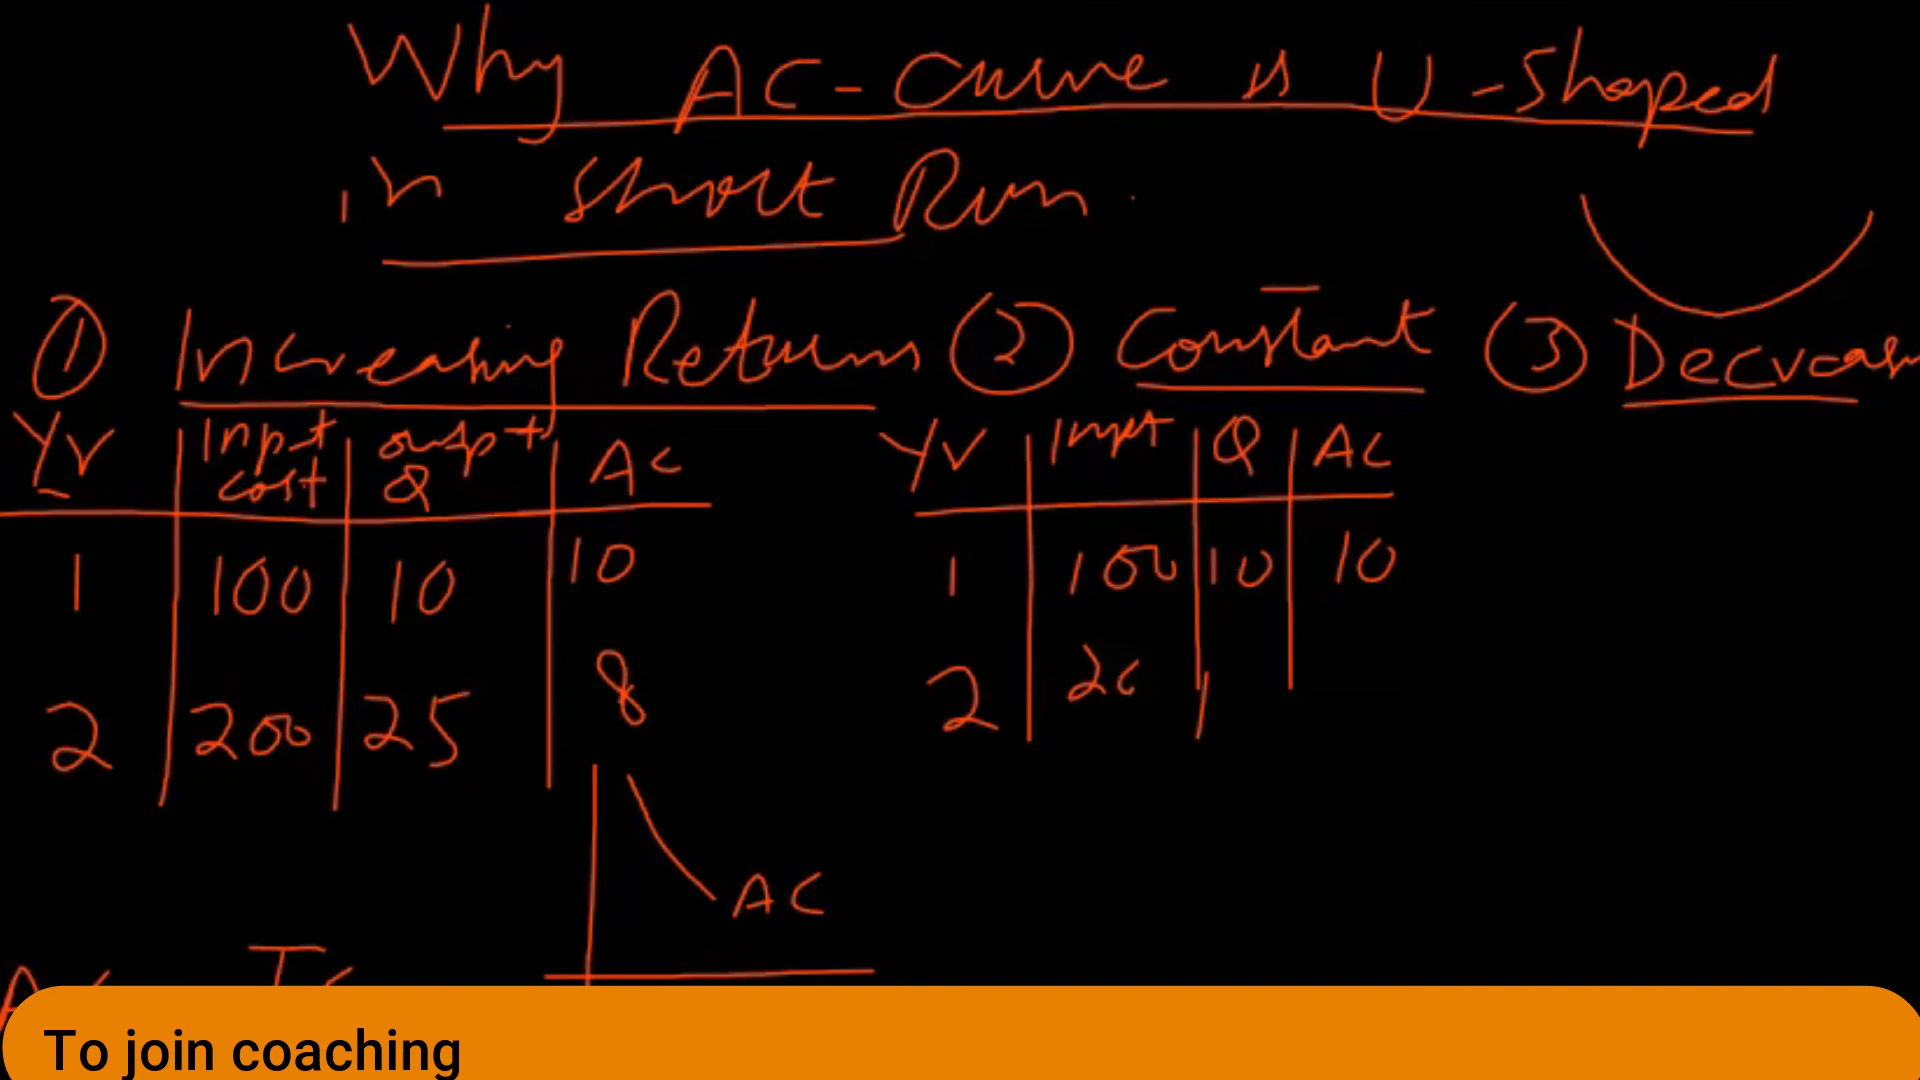 Why AC-Curve is U-Shaped
in Short Run.
① Increasing Returns ② Constant ③ Decreas
Yr Input cost output Q AC
1 100 10 10
2 200 25 8
Yr Input Q AC
1 100 10 10
2 20
AC
To join coaching